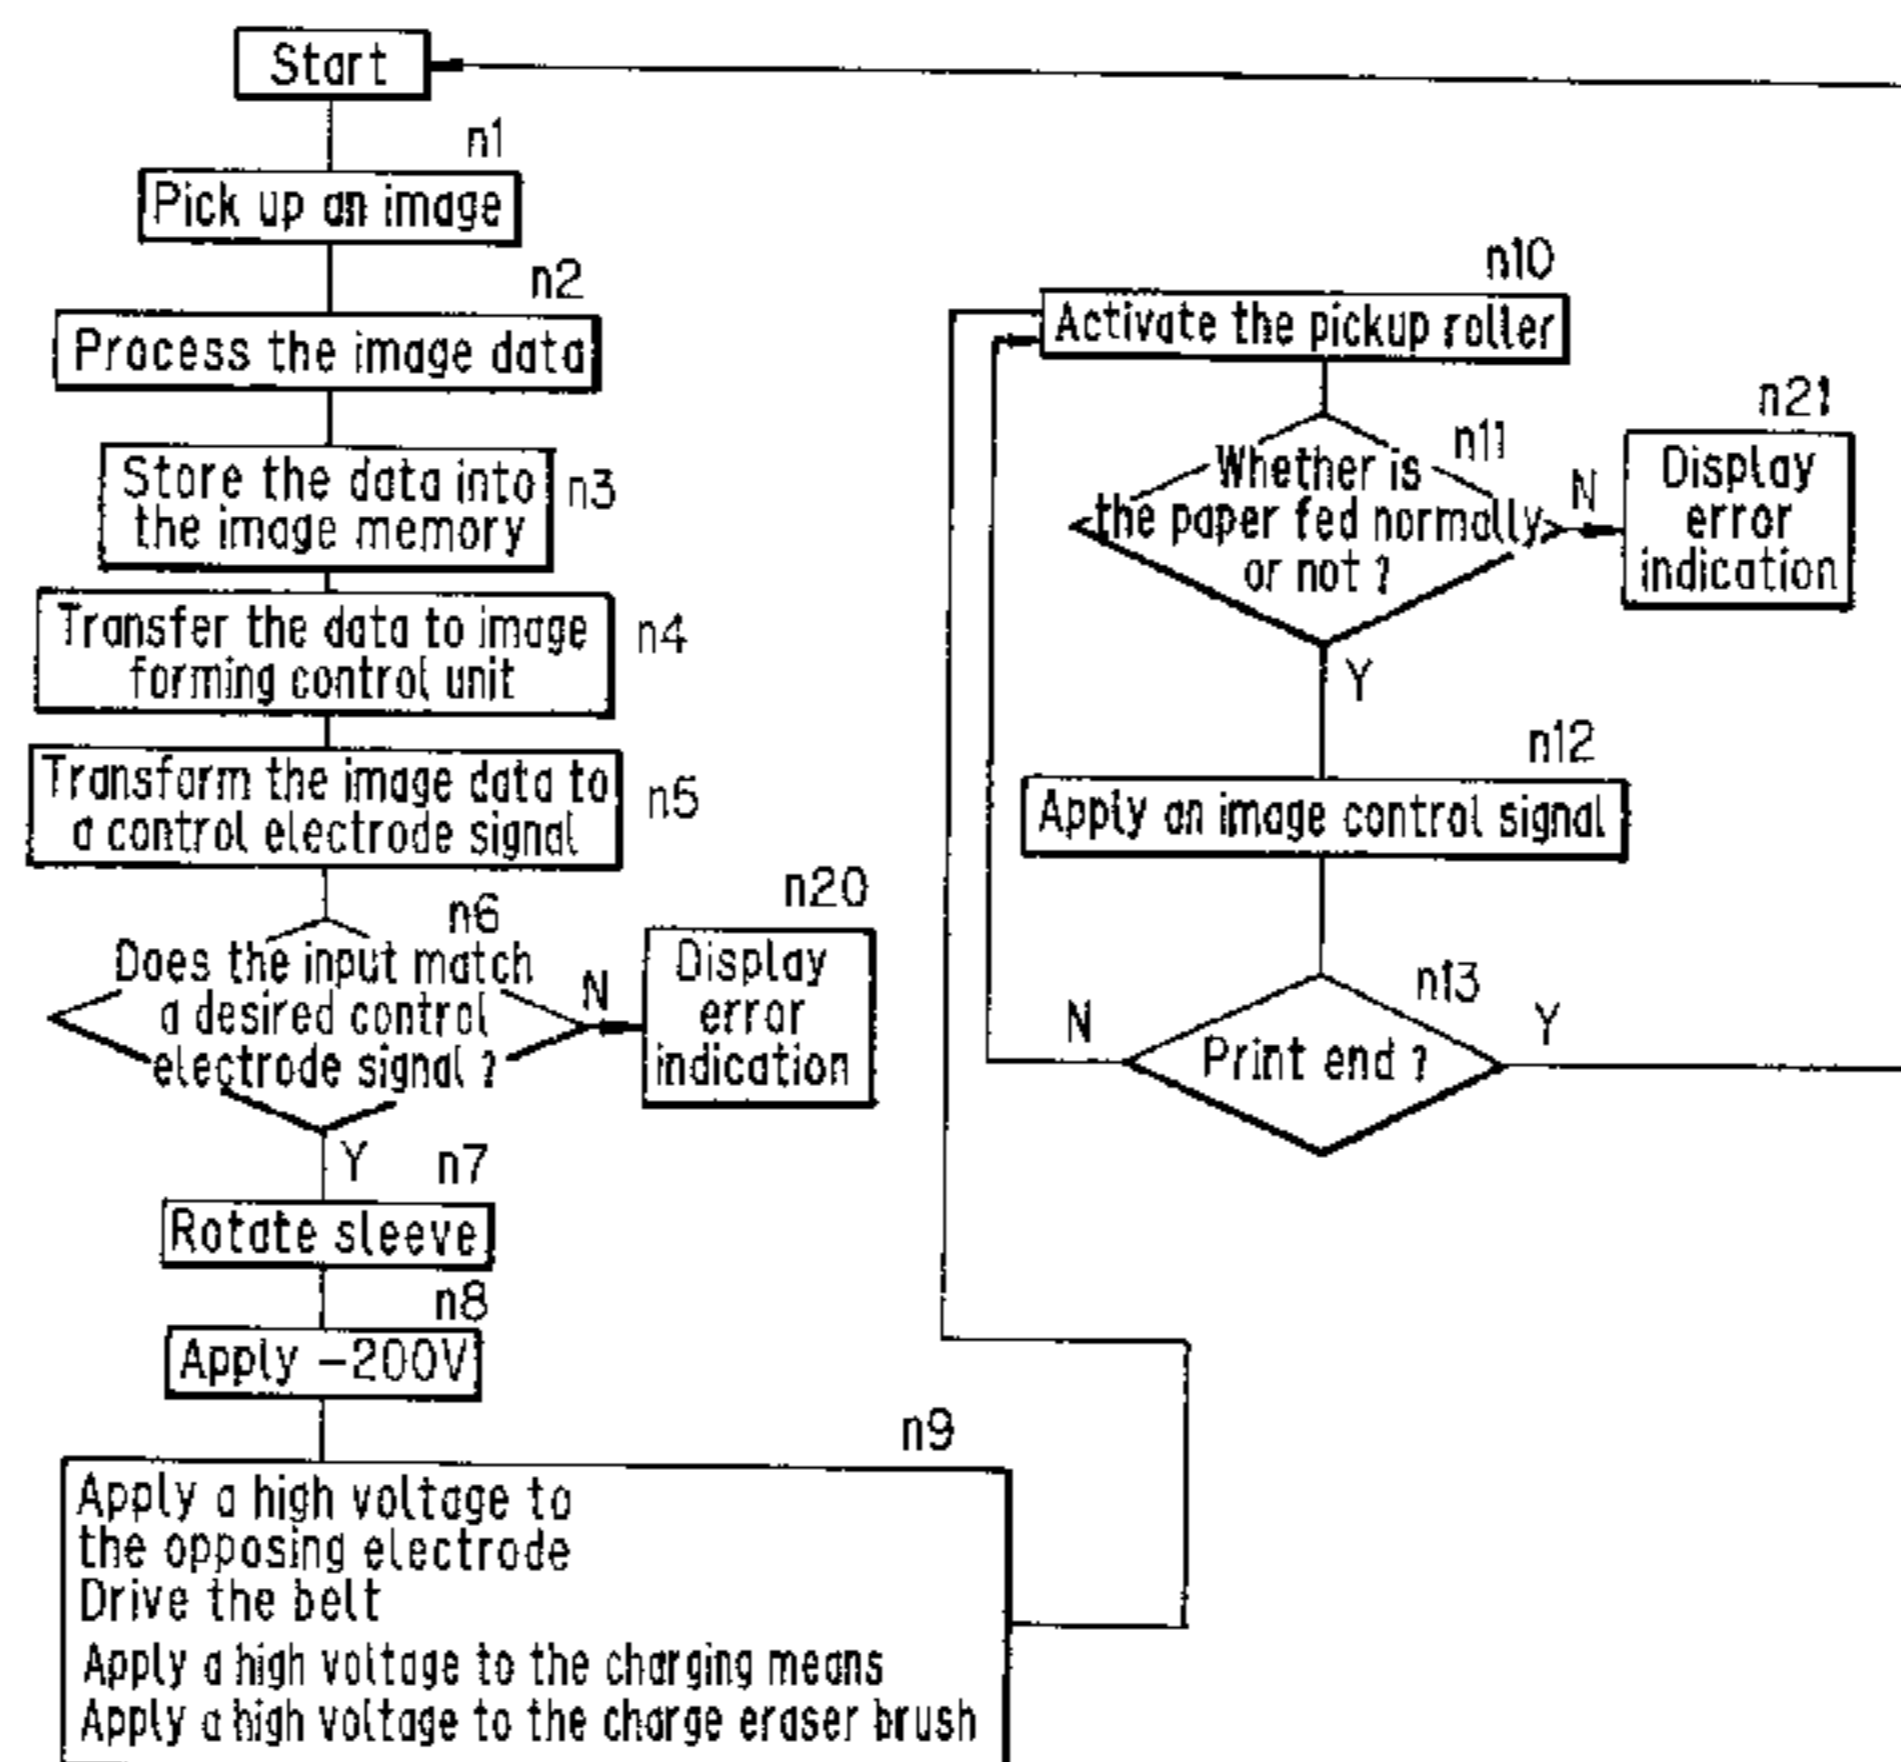 Start
n1
Pick up an image
n2
Process the image data
Store the data into
the image memory
n3
Transfer the data to image
forming control unit
n4
Transform the image data to
a control electrode signal
n5
n6
Does the input match
a desired control
electrode signal ?
N
n20
Display
error
indication
Y
n7
Rotate sleeve
n8
Apply -200V
n9
Apply a high voltage to
the opposing electrode
Drive the belt
Apply a high voltage to the charging means
Apply a high voltage to the charge eraser brush
n10
Activate the pickup roller
n11
Whether is
the paper fed normally
or not ?
N
n21
Display
error
indication
Y
n12
Apply an image control signal
n13
Print end ?
N
Y